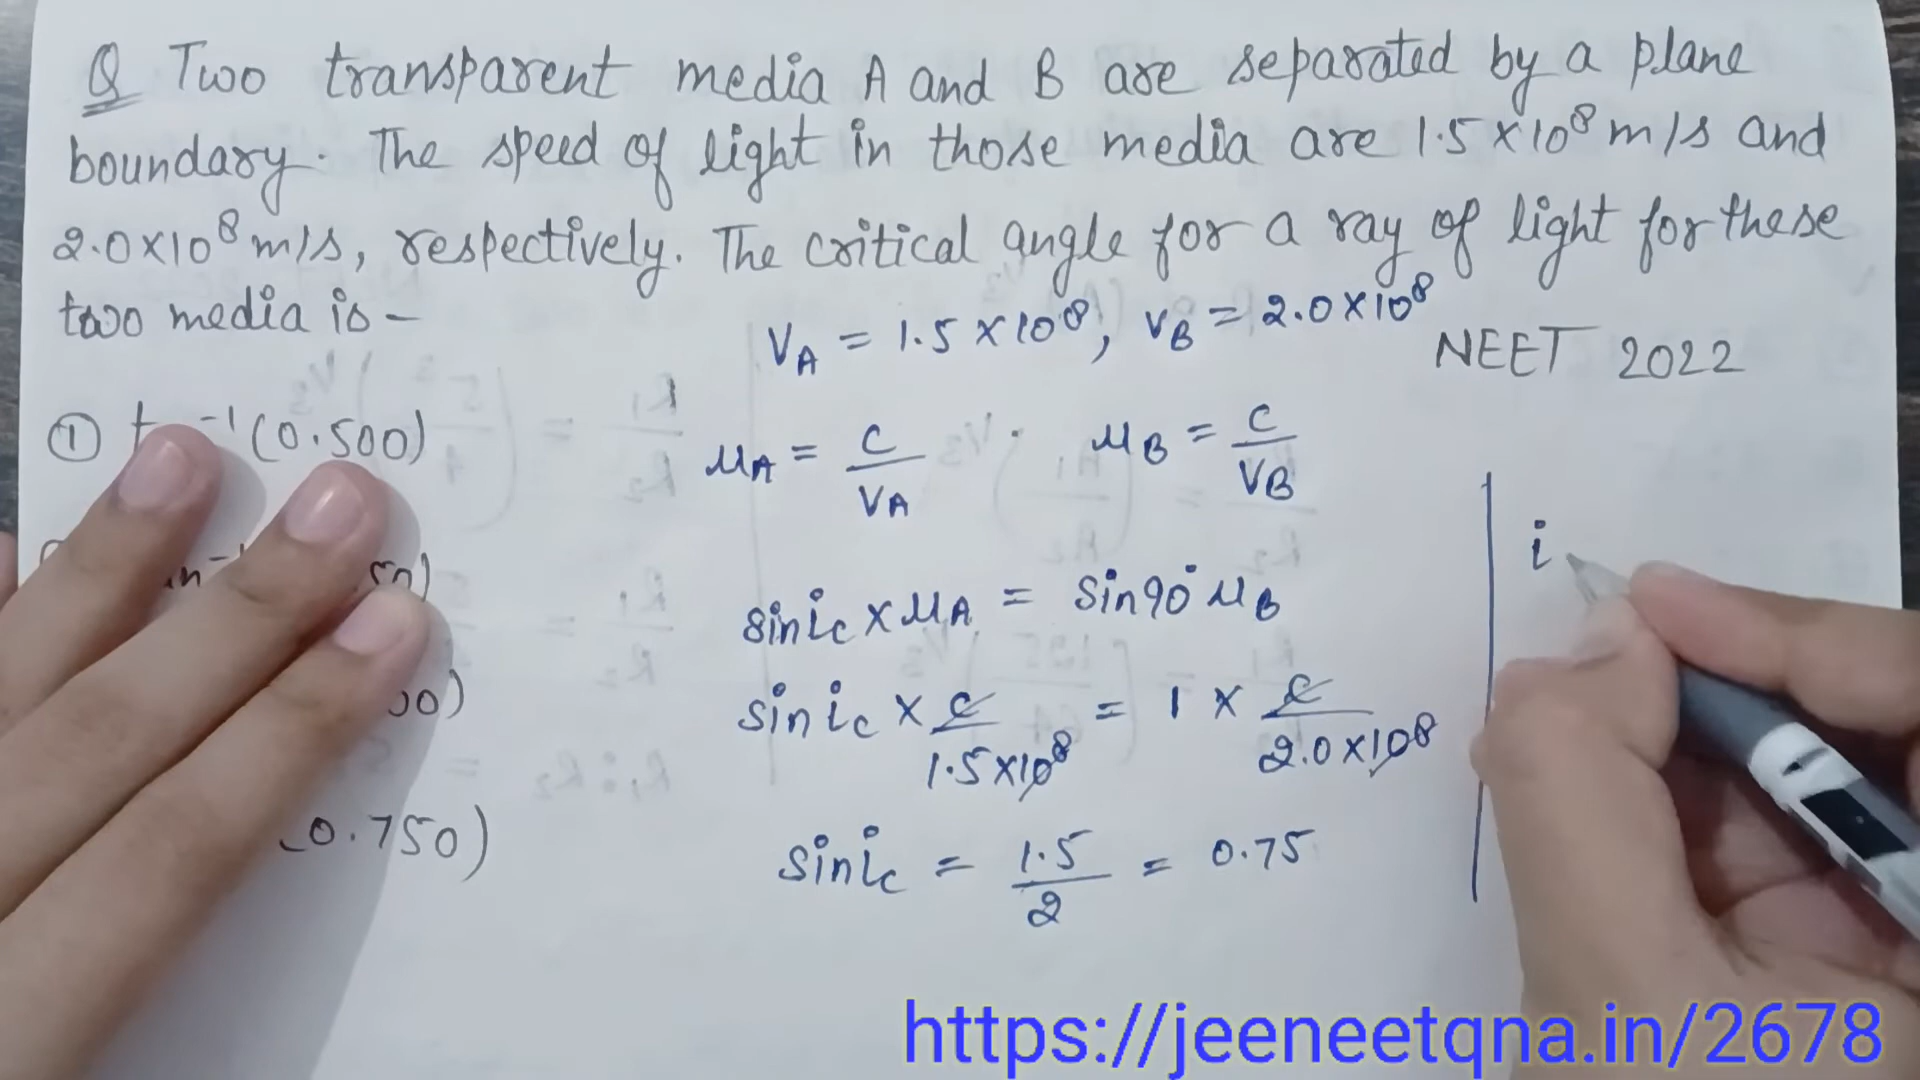 Q Two transparent media A and B are separated by a plane
boundary. The speed of light in those media are 1.5 × 10⁸ m/s and
2.0×10⁸ m/s, respectively. The critical angle for a ray of light for these
two media is –
V_A = 1.5 × 10⁸, V_B = 2.0 × 10⁸
NEET 2022
① (0.500)
μ_A = c/V_A μ_B = c/V_B
i
sin i_c × μ_A = sin90° μ_B
sin i_c × c/1.5×10⁸ = 1 × c/2.0×10⁸
0.750)
sin i_c = 1.5/2 = 0.75
https://jeeneetqna.in/2678